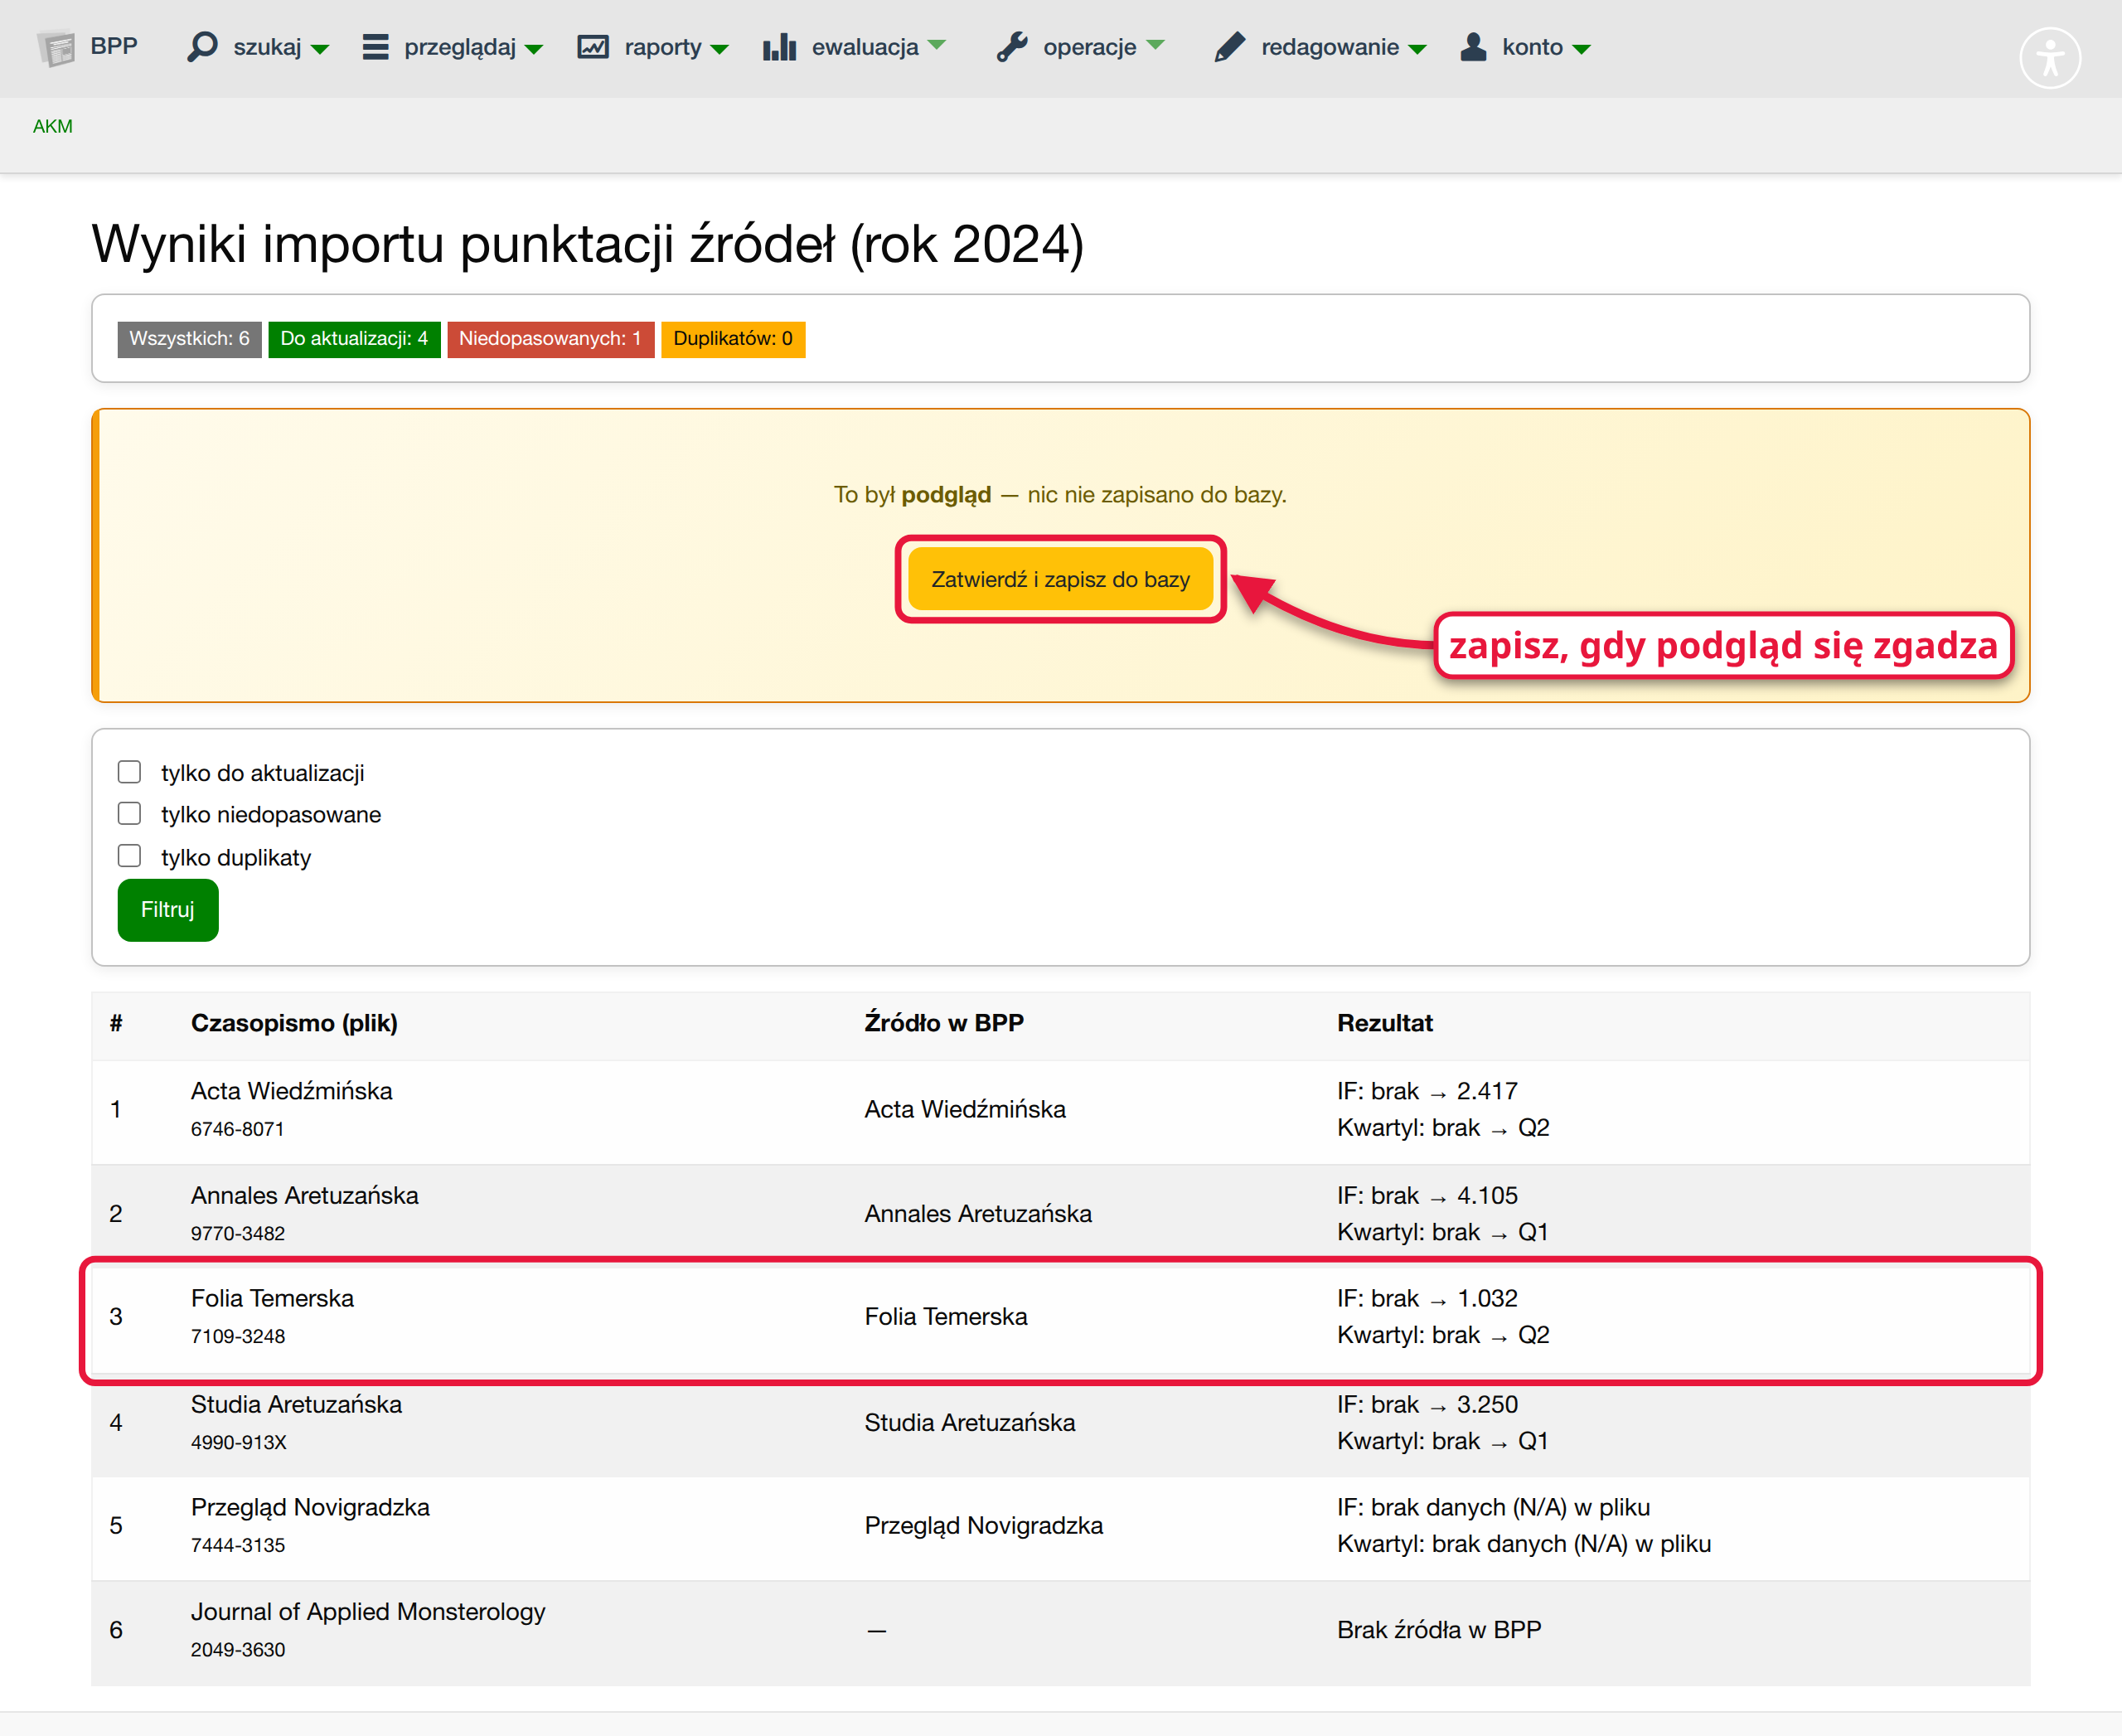 BPP szukaj przeglądaj raporty ewaluacja operacje redagowanie konto
AKM
Wyniki importu punktacji źródeł (rok 2024)
Wszystkich: 6 Do aktualizacji: 4 Niedopasowanych: 1 Duplikatów: 0
To był podgląd — nic nie zapisano do bazy.
Zatwierdź i zapisz do bazy
zapisz, gdy podgląd się zgadza
tylko do aktualizacji
tylko niedopasowane
tylko duplikaty
Filtruj
# Czasopismo (plik) Źródło w BPP Rezultat
1 Acta Wiedźmińska Acta Wiedźmińska IF: brak → 2.417
6746-8071 Kwartyl: brak → Q2
2 Annales Aretuzańska Annales Aretuzańska IF: brak → 4.105
9770-3482 Kwartyl: brak → Q1
3 Folia Temerska Folia Temerska IF: brak → 1.032
7109-3248 Kwartyl: brak → Q2
4 Studia Aretuzańska Studia Aretuzańska IF: brak → 3.250
4990-913X Kwartyl: brak → Q1
5 Przegląd Novigradzka Przegląd Novigradzka IF: brak danych (N/A) w pliku
7444-3135 Kwartyl: brak danych (N/A) w pliku
6 Journal of Applied Monsterology — Brak źródła w BPP
2049-3630